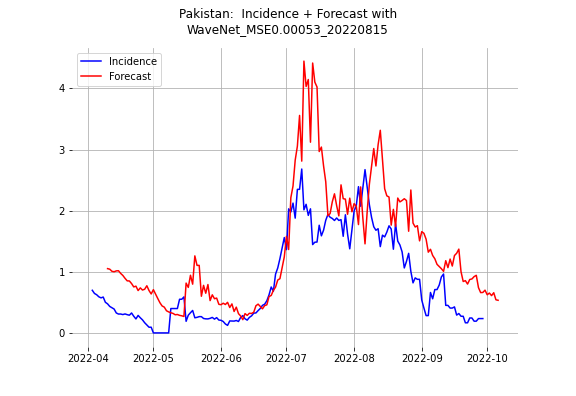 Pakistan:  Incidence + Forecast with
WaveNet_MSE0.00053_20220815
Incidence
Forecast
4
3
2
1
0
2022-04 2022-05 2022-06 2022-07 2022-08 2022-09 2022-10